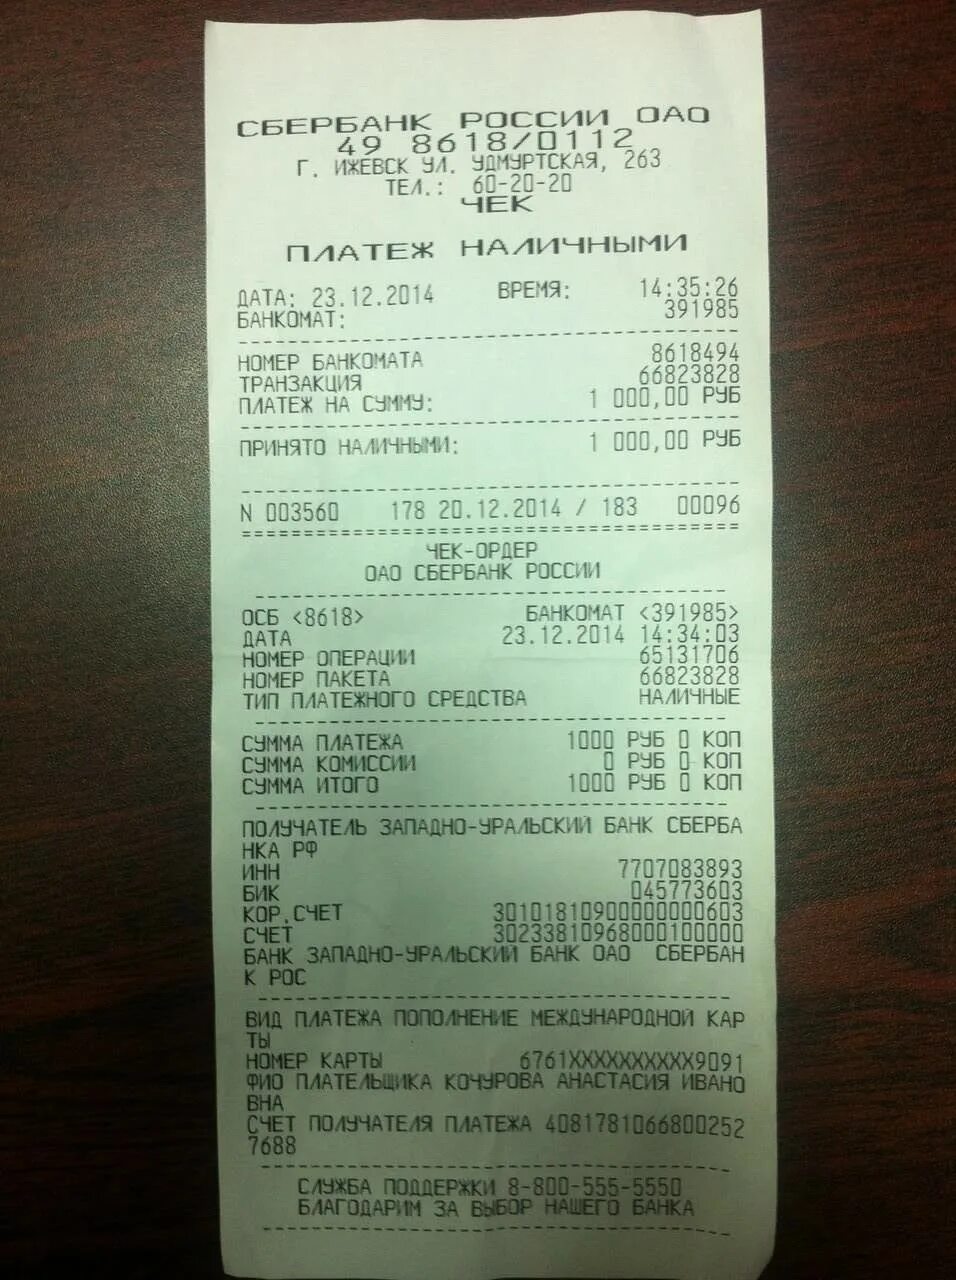 СБЕРБАНК РОССИИ ОАО
49 8618/0112
Г. ИЖЕВСК УЛ. УДМУРТСКАЯ, 263
ТЕЛ.: 60-20-20
ЧЕК
ПЛАТЕЖ НАЛИЧНЫМИ
ДАТА: 23.12.2014 ВРЕМЯ: 14:35:26
БАНКОМАТ: 391985
НОМЕР БАНКОМАТА 8618494
ТРАНЗАКЦИЯ 66823828
ПЛАТЕЖ НА СУММУ: 1 000,00 РУБ
ПРИНЯТО НАЛИЧНЫМИ: 1 000,00 РУБ
N 003560 178 20.12.2014 / 183 00096
ЧЕК-ОРДЕР
ОАО СБЕРБАНК РОССИИ
ОСБ <8618> БАНКОМАТ <391985>
ДАТА 23.12.2014 14:34:03
НОМЕР ОПЕРАЦИИ 65131706
НОМЕР ПАКЕТА 66823828
ТИП ПЛАТЕЖНОГО СРЕДСТВА НАЛИЧНЫЕ
СУММА ПЛАТЕЖА 1000 РУБ 0 КОП
СУММА КОМИССИИ 0 РУБ 0 КОП
СУММА ИТОГО 1000 РУБ 0 КОП
ПОЛУЧАТЕЛЬ ЗАПАДНО-УРАЛЬСКИЙ БАНК СБЕРБА
НКА РФ
ИНН 7707083893
БИК 045773603
КОР.СЧЕТ 30101810900000000603
СЧЕТ 30233810968000100000
БАНК ЗАПАДНО-УРАЛЬСКИЙ БАНК ОАО СБЕРБАН
К РОС
ВИД ПЛАТЕЖА ПОПОЛНЕНИЕ МЕЖДУНАРОДНОЙ КАР
ТЫ
НОМЕР КАРТЫ 6761XXXXXXXXXX9091
ФИО ПЛАТЕЛЬЩИКА КОЧУРОВА АНАСТАСИЯ ИВАНО
ВНА
СЧЕТ ПОЛУЧАТЕЛЯ ПЛАТЕЖА 4081781066800252
7688
СЛУЖБА ПОДДЕРЖКИ 8-800-555-5550
БЛАГОДАРИМ ЗА ВЫБОР НАШЕГО БАНКА